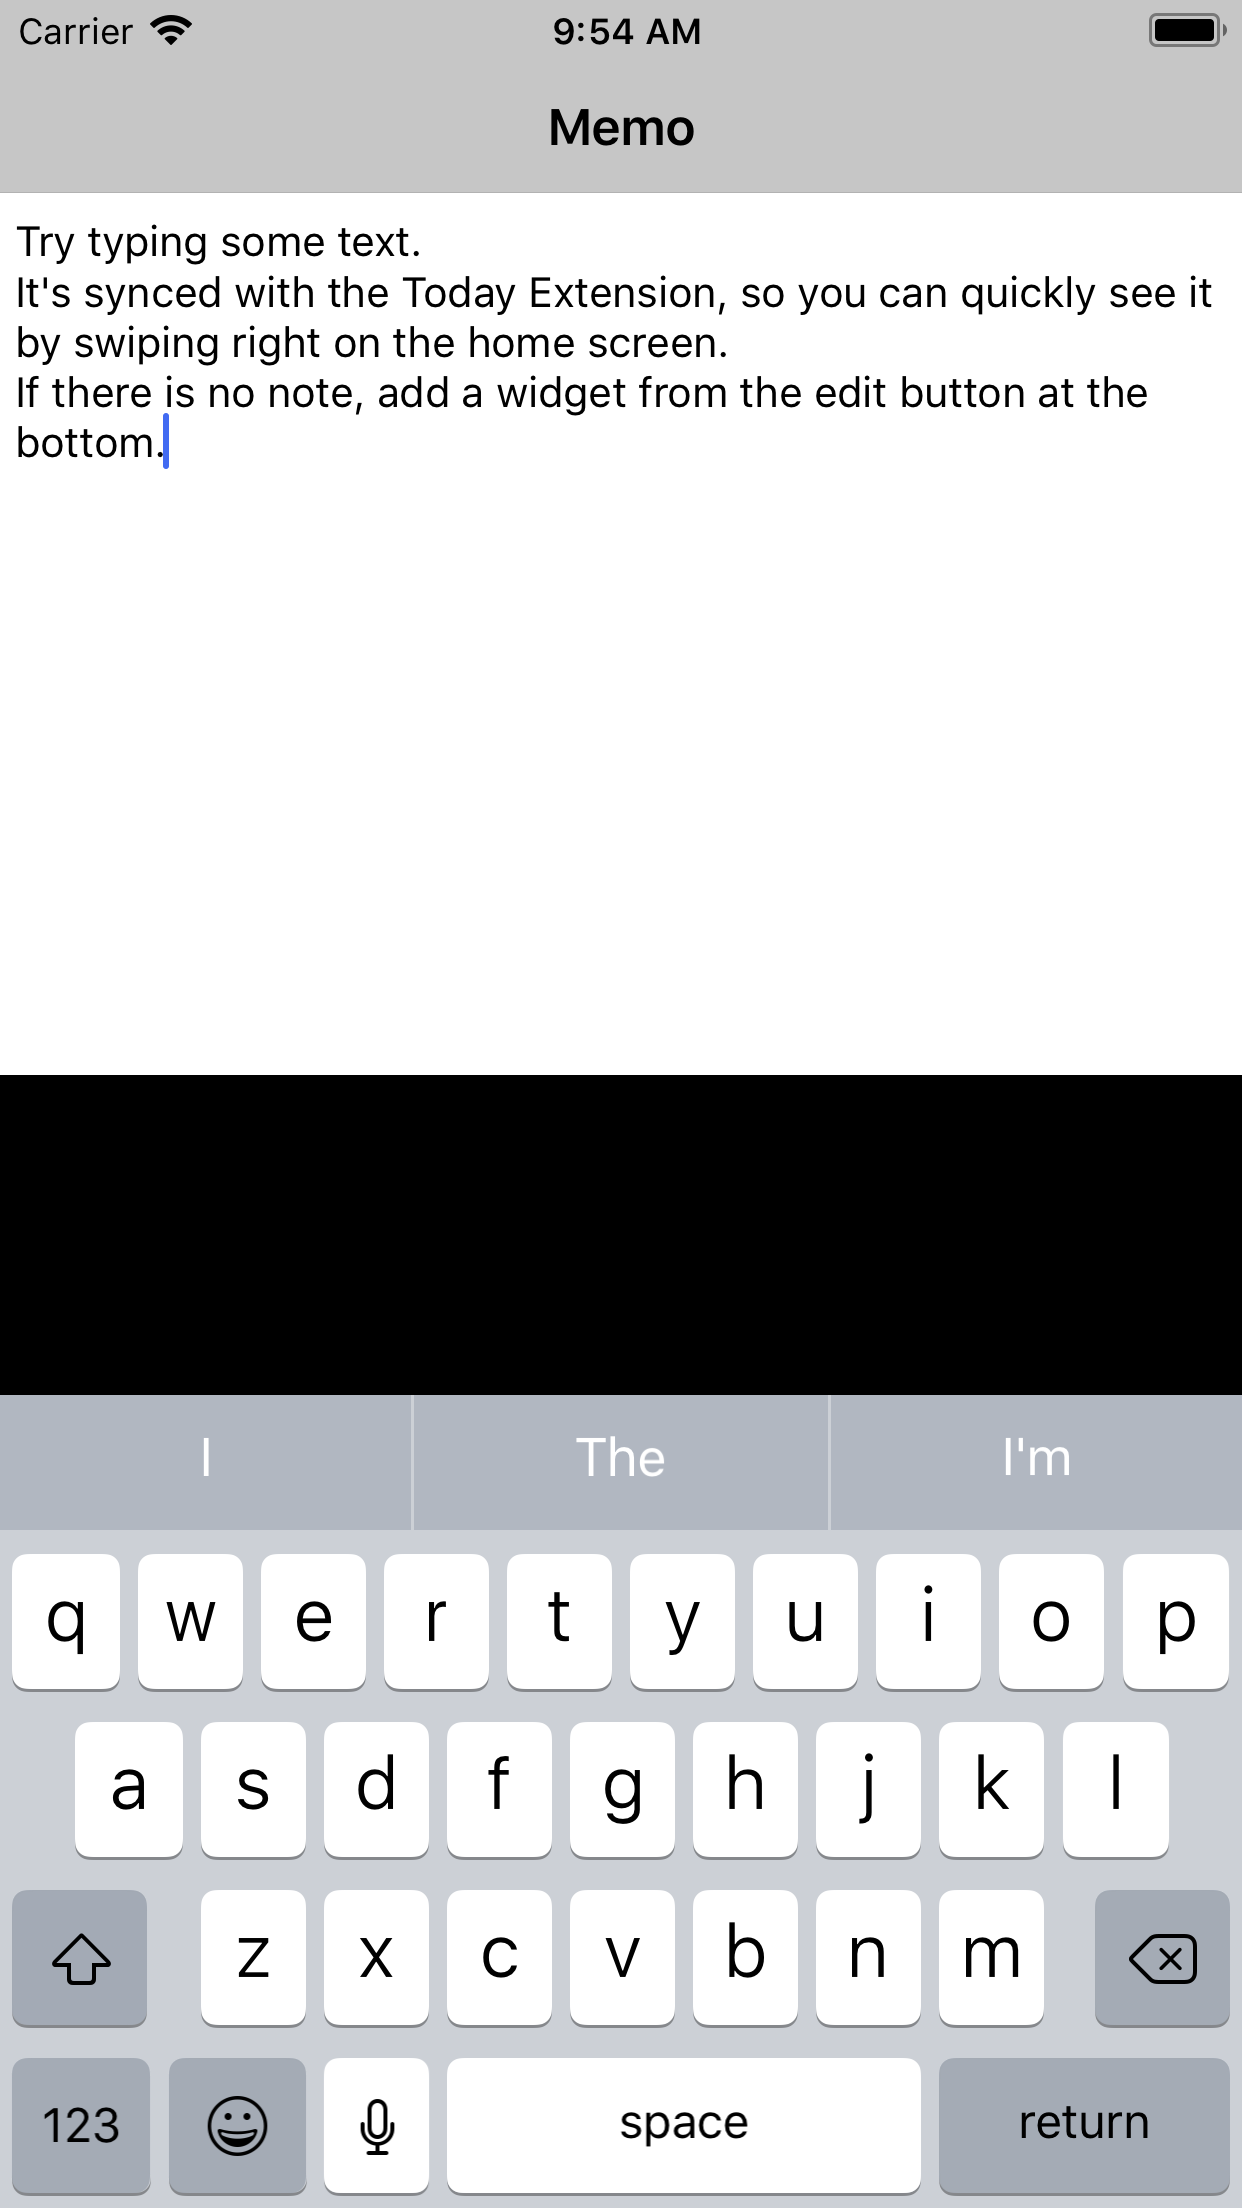 Carrier 9:54 AM
Memo
Try typing some text.
It's synced with the Today Extension, so you can quickly see it
by swiping right on the home screen.
If there is no note, add a widget from the edit button at the
bottom.
I The I'm
q w e r t y u i o p
a s d f g h j k l
z x c v b n m
123 space return